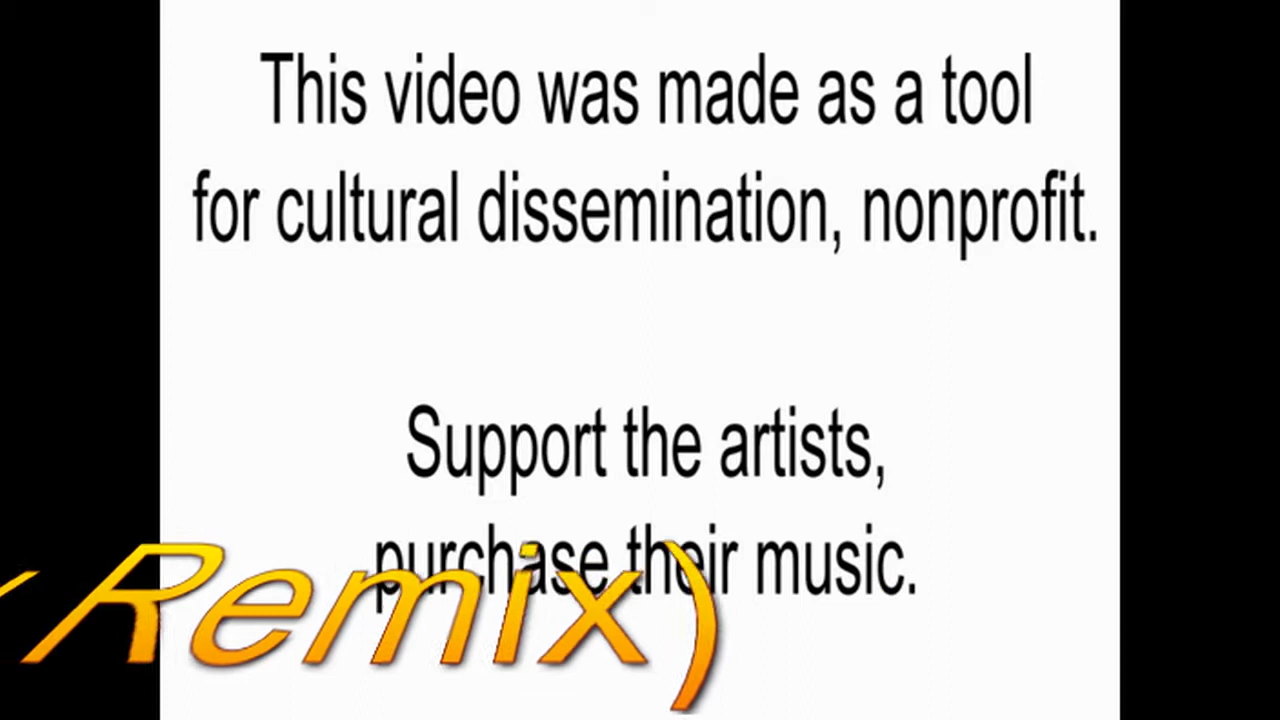 This video was made as a tool
for cultural dissemination, nonprofit.
Support the artists,
purchase their music.
Remix)